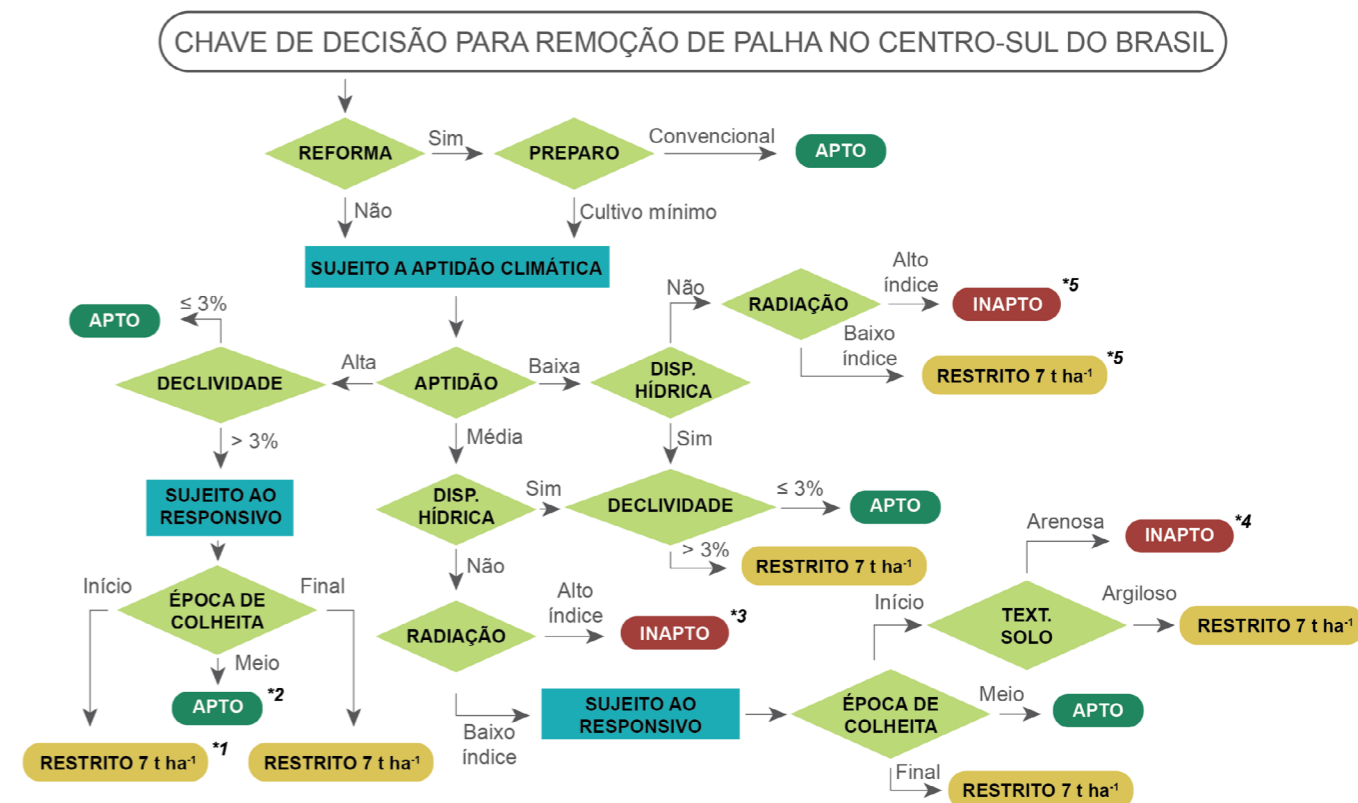 CHAVE DE DECISÃO PARA REMOÇÃO DE PALHA NO CENTRO-SUL DO BRASIL
REFORMA
Sim
PREPARO
Convencional
APTO
Não
Cultivo mínimo
SUJEITO A APTIDÃO CLIMÁTICA
APTO
≤ 3%
DECLIVIDADE
Alta
APTIDÃO
Baixa
DISP.
HÍDRICA
Não
RADIAÇÃO
Alto
índice
INAPTO *5
Baixo
índice
RESTRITO 7 t ha⁻¹ *5
> 3%
Média
Sim
SUJEITO AO
RESPONSIVO
DISP.
HÍDRICA
Sim
DECLIVIDADE
≤ 3%
APTO
> 3%
RESTRITO 7 t ha⁻¹
Início
ÉPOCA DE
COLHEITA
Final
Meio
APTO *2
RESTRITO 7 t ha⁻¹ *1
RESTRITO 7 t ha⁻¹
Não
RADIAÇÃO
Alto
índice
INAPTO *3
Baixo
índice
SUJEITO AO
RESPONSIVO
ÉPOCA DE
COLHEITA
Início
TEXT.
SOLO
Arenosa
INAPTO *4
Argiloso
RESTRITO 7 t ha⁻¹
Meio
APTO
Final
RESTRITO 7 t ha⁻¹